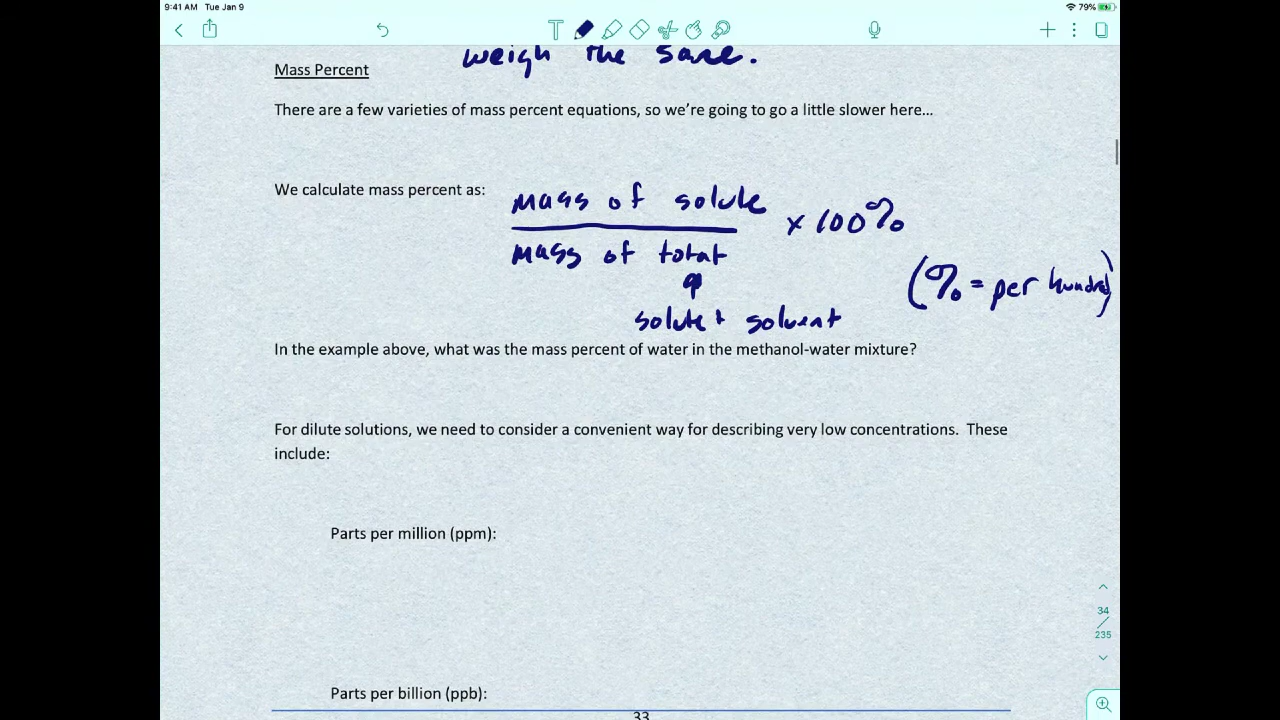 9:41 AM Tue Jan 9
79%
weigh the same.
Mass Percent
There are a few varieties of mass percent equations, so we're going to go a little slower here…
We calculate mass percent as:
mass of solute
mass of total
x 100%
(% = per hundred)
solute + solvent
In the example above, what was the mass percent of water in the methanol-water mixture?
For dilute solutions, we need to consider a convenient way for describing very low concentrations. These
include:
Parts per million (ppm):
34
/
235
Parts per billion (ppb):
33